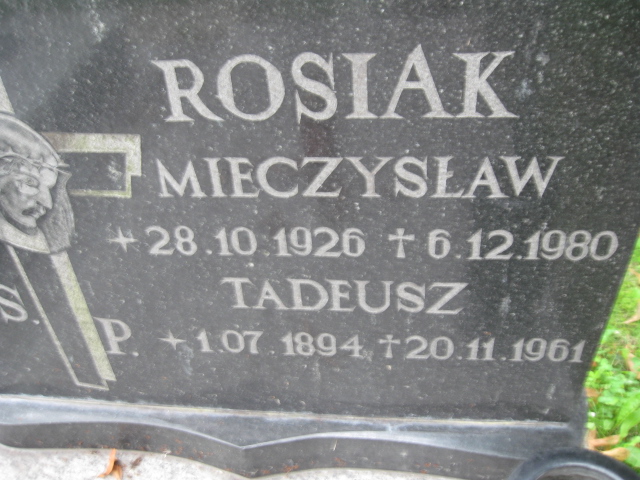 ROSIAK
MIECZYSŁAW
+28.10.1926 †6.12.1980
TADEUSZ
Ś. P. +1.07.1894 †20.11.1961